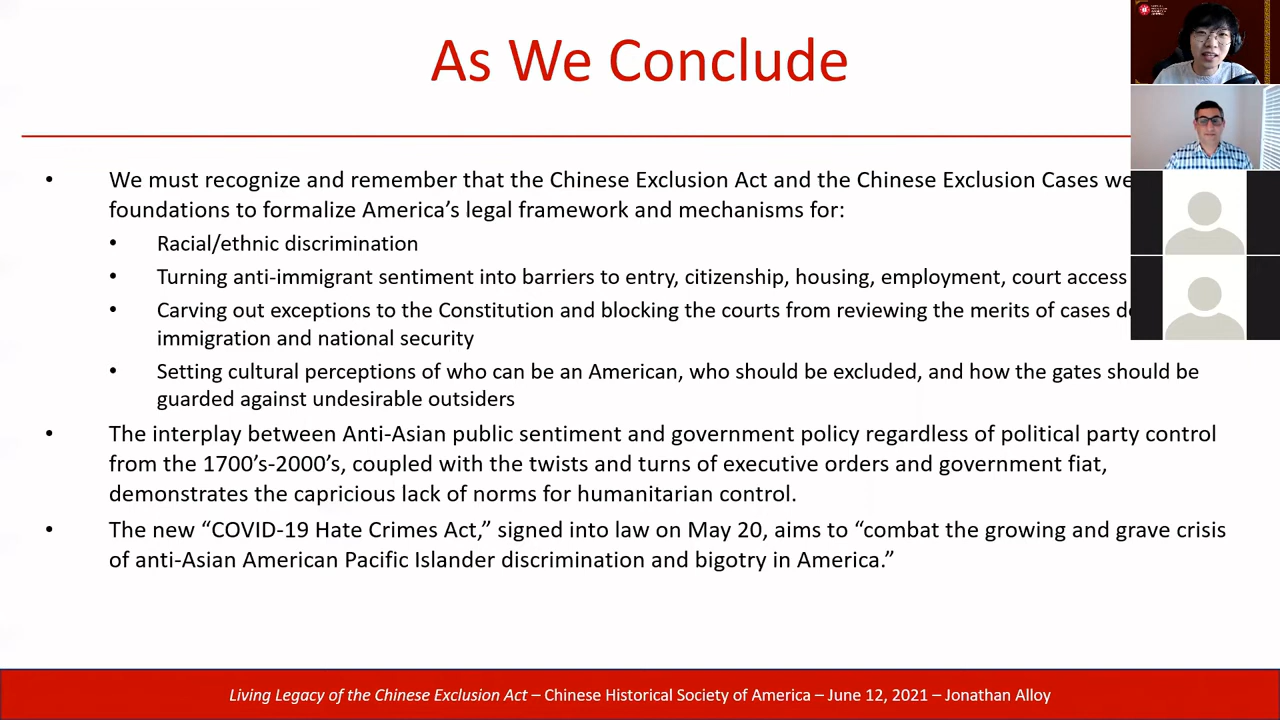 As We Conclude
• We must recognize and remember that the Chinese Exclusion Act and the Chinese Exclusion Cases
foundations to formalize America’s legal framework and mechanisms for:
• Racial/ethnic discrimination
• Turning anti-immigrant sentiment into barriers to entry, citizenship, housing, employment, court access
• Carving out exceptions to the Constitution and blocking the courts from reviewing the merits of cases
immigration and national security
• Setting cultural perceptions of who can be an American, who should be excluded, and how the gates should be
guarded against undesirable outsiders
• The interplay between Anti-Asian public sentiment and government policy regardless of political party control
from the 1700’s-2000’s, coupled with the twists and turns of executive orders and government fiat,
demonstrates the capricious lack of norms for humanitarian control.
• The new “COVID-19 Hate Crimes Act,” signed into law on May 20, aims to “combat the growing and grave crisis
of anti-Asian American Pacific Islander discrimination and bigotry in America.”
Living Legacy of the Chinese Exclusion Act – Chinese Historical Society of America – June 12, 2021 – Jonathan Alloy